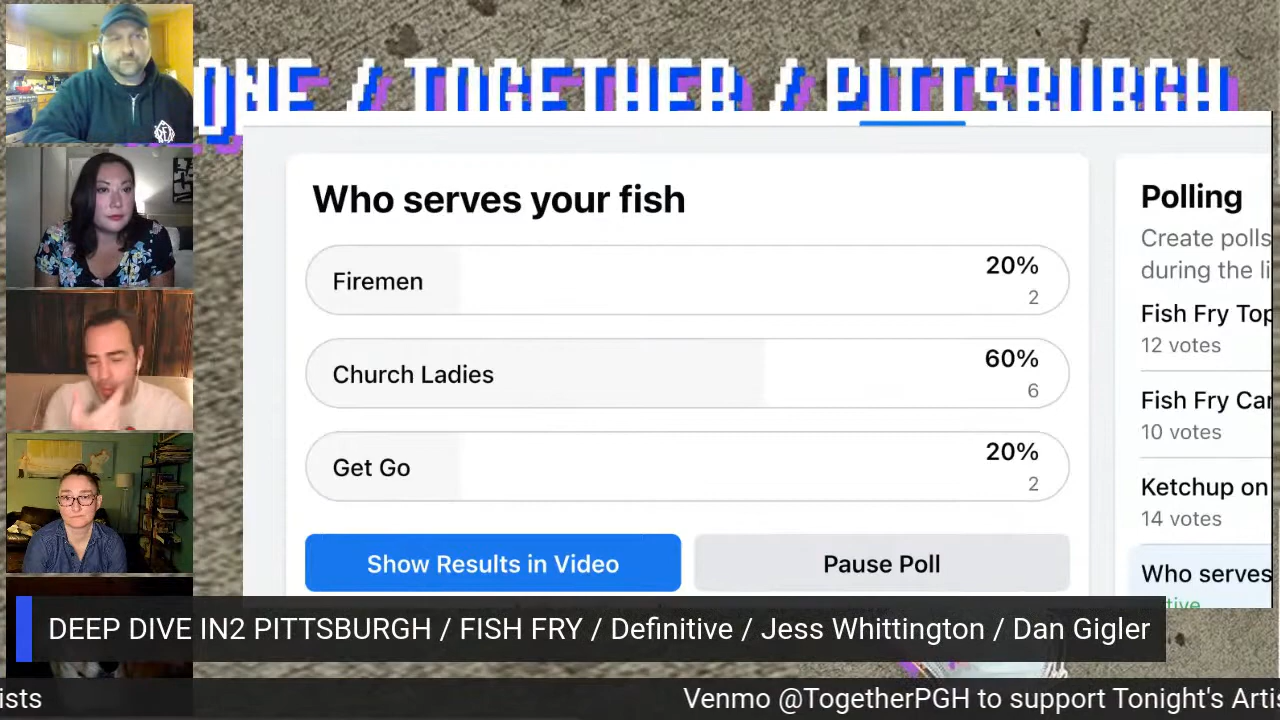 ONE / TOGETHER / PITTSBURGH
Who serves your fish
Firemen
20%
2
Church Ladies
60%
6
Get Go
20%
2
Show Results in Video
Pause Poll
Polling
Create polls
during the li
Fish Fry Top
12 votes
Fish Fry Car
10 votes
Ketchup on
14 votes
Who serves
DEEP DIVE IN2 PITTSBURGH / FISH FRY / Definitive / Jess Whittington / Dan Gigler
ists
Venmo @TogetherPGH to support Tonight's Artis